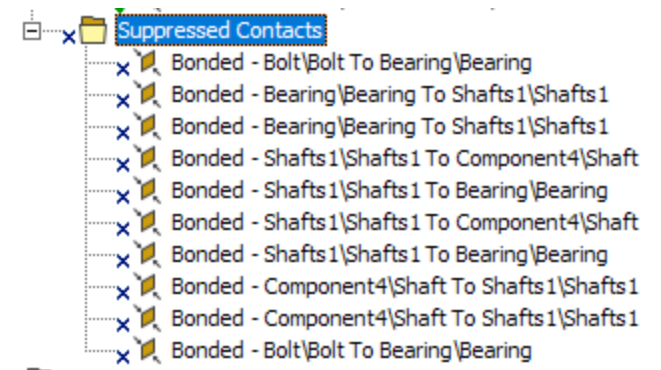 Suppressed Contacts
Bonded - Bolt\Bolt To Bearing\Bearing
Bonded - Bearing\Bearing To Shafts1\Shafts1
Bonded - Bearing\Bearing To Shafts1\Shafts1
Bonded - Shafts1\Shafts1 To Component4\Shaft
Bonded - Shafts1\Shafts1 To Bearing\Bearing
Bonded - Shafts1\Shafts1 To Component4\Shaft
Bonded - Shafts1\Shafts1 To Bearing\Bearing
Bonded - Component4\Shaft To Shafts1\Shafts1
Bonded - Component4\Shaft To Shafts1\Shafts1
Bonded - Bolt\Bolt To Bearing\Bearing